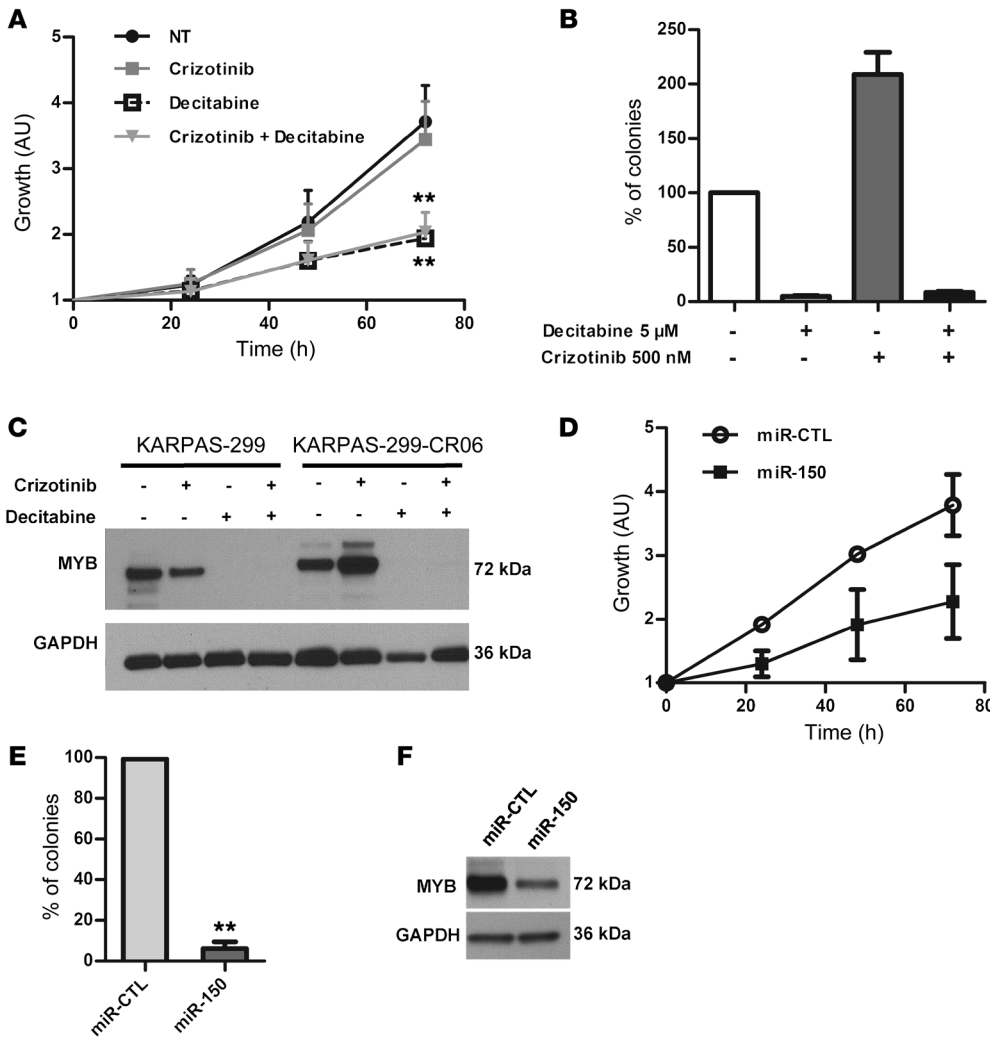 A
5
4
3
2
1
Growth (AU)
NT
Crizotinib
Decitabine
Crizotinib + Decitabine
**
**
0 20 40 60 80
Time (h)
B
250
200
150
100
50
0
% of colonies
Decitabine 5 µM - + - +
Crizotinib 500 nM - - + +
C
KARPAS-299 KARPAS-299-CR06
Crizotinib - + - + - + - +
Decitabine - - + + - - + +
MYB 72 kDa
GAPDH 36 kDa
D
5
4
3
2
1
Growth (AU)
miR-CTL
miR-150
0 20 40 60 80
Time (h)
E
100
80
60
40
20
0
% of colonies
**
miR-CTL miR-150
F
miR-CTL miR-150
MYB 72 kDa
GAPDH 36 kDa